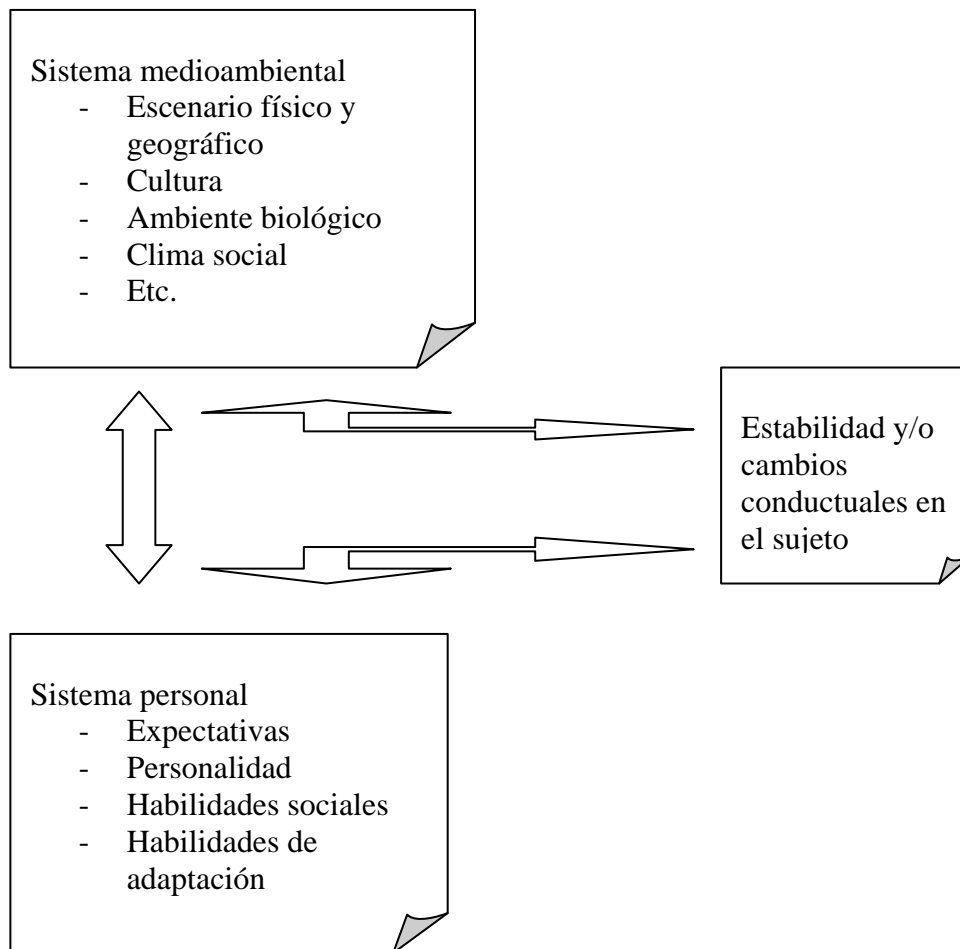 Sistema medioambiental
- Escenario físico y
geográfico
- Cultura
- Ambiente biológico
- Clima social
- Etc.
Estabilidad y/o
cambios
conductuales en
el sujeto
Sistema personal
- Expectativas
- Personalidad
- Habilidades sociales
- Habilidades de
adaptación